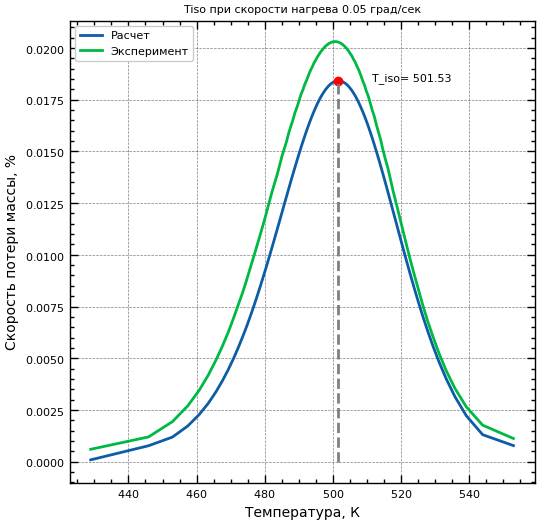 Tiso при скорости нагрева 0.05 град/сек
Расчет
Эксперимент
T_iso= 501.53
Скорость потери массы, %
0.0200
0.0175
0.0150
0.0125
0.0100
0.0075
0.0050
0.0025
0.0000
440 460 480 500 520 540
Температура, К